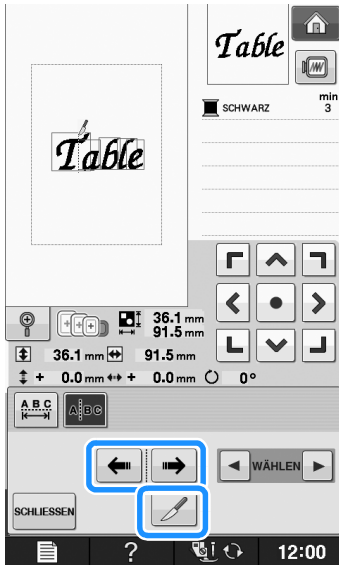 Table
SCHWARZ
min
3
Table
36.1 mm
91.5 mm
36.1 mm 91.5 mm
+ 0.0 mm + 0.0 mm 0°
ABC
A BC
WÄHLEN
SCHLIESSEN
? 12:00